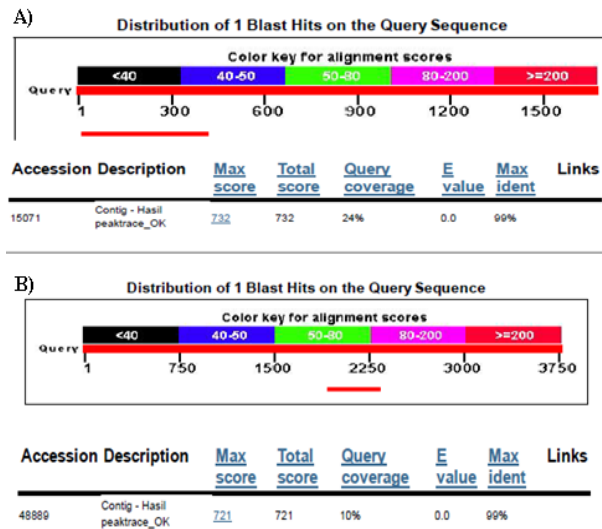 A)
Distribution of 1 Blast Hits on the Query Sequence
Color key for alignment scores
<40 40-50 50-80 80-200 >=200
Query
1 300 600 900 1200 1500
Accession Description Max score Total score Query coverage E value Max ident Links
15071 Contig - Hasil peaktrace_OK 732 732 24% 0.0 99%
B)
Distribution of 1 Blast Hits on the Query Sequence
Color key for alignment scores
<40 40-50 50-80 80-200 >=200
Query
1 750 1500 2250 3000 3750
Accession Description Max score Total score Query coverage E value Max ident Links
48889 Contig - Hasil peaktrace_OK 721 721 10% 0.0 99%